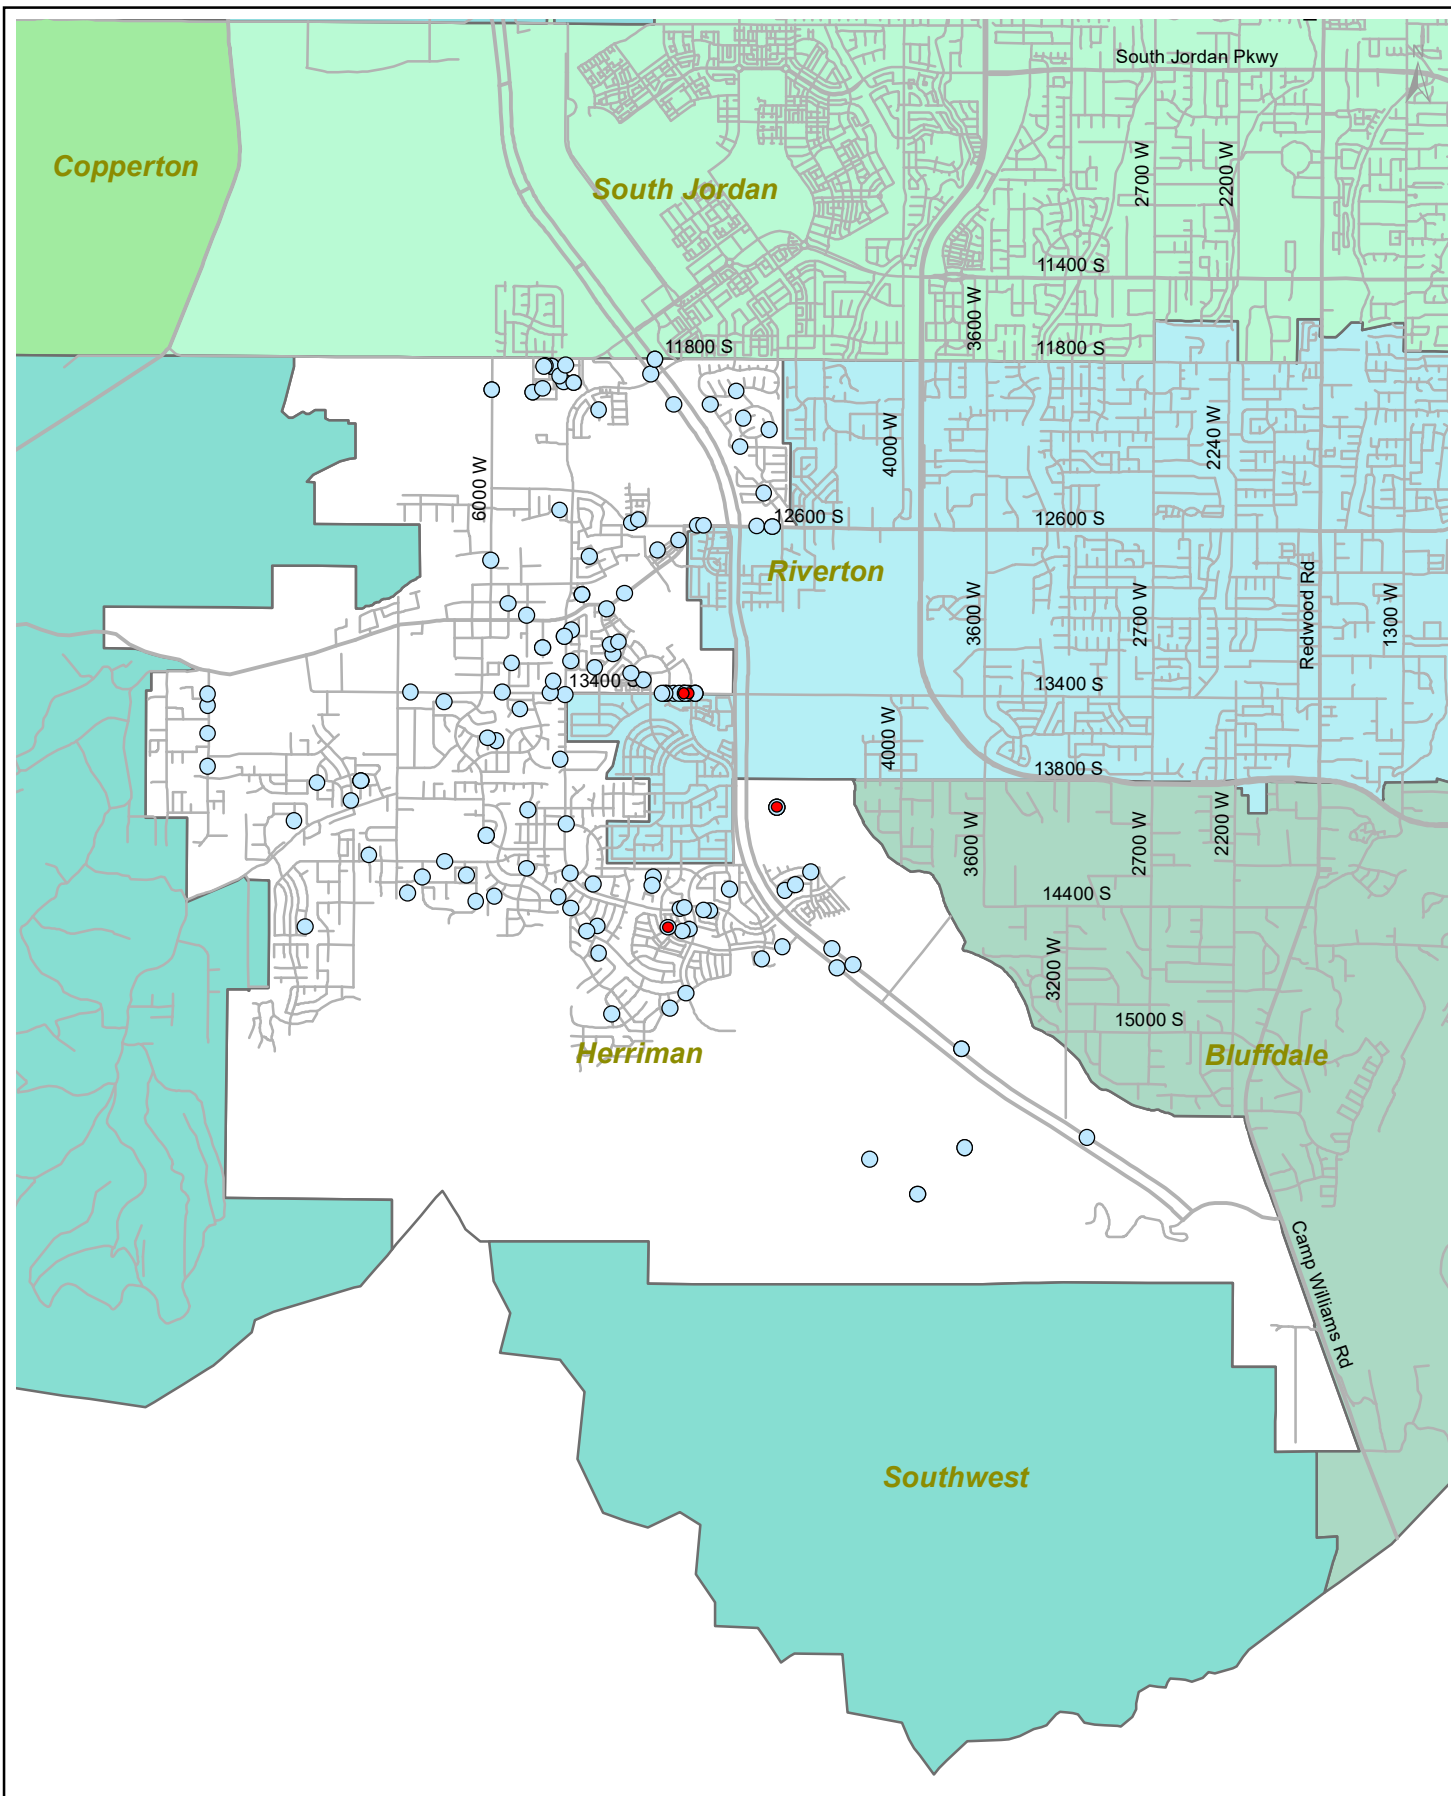 South Jordan Pkwy
Copperton
South Jordan
2700 W
2200 W
11400 S
3600 W
11800 S
11800 S
4000 W
2240 W
6000 W
12600 S
12600 S
Riverton
3600 W
2700 W
Redwood Rd
1300 W
13400 S
13400 S
4000 W
13800 S
3600 W
2700 W
2200 W
14400 S
3200 W
15000 S
Herriman
Bluffdale
Camp Williams Rd
Southwest